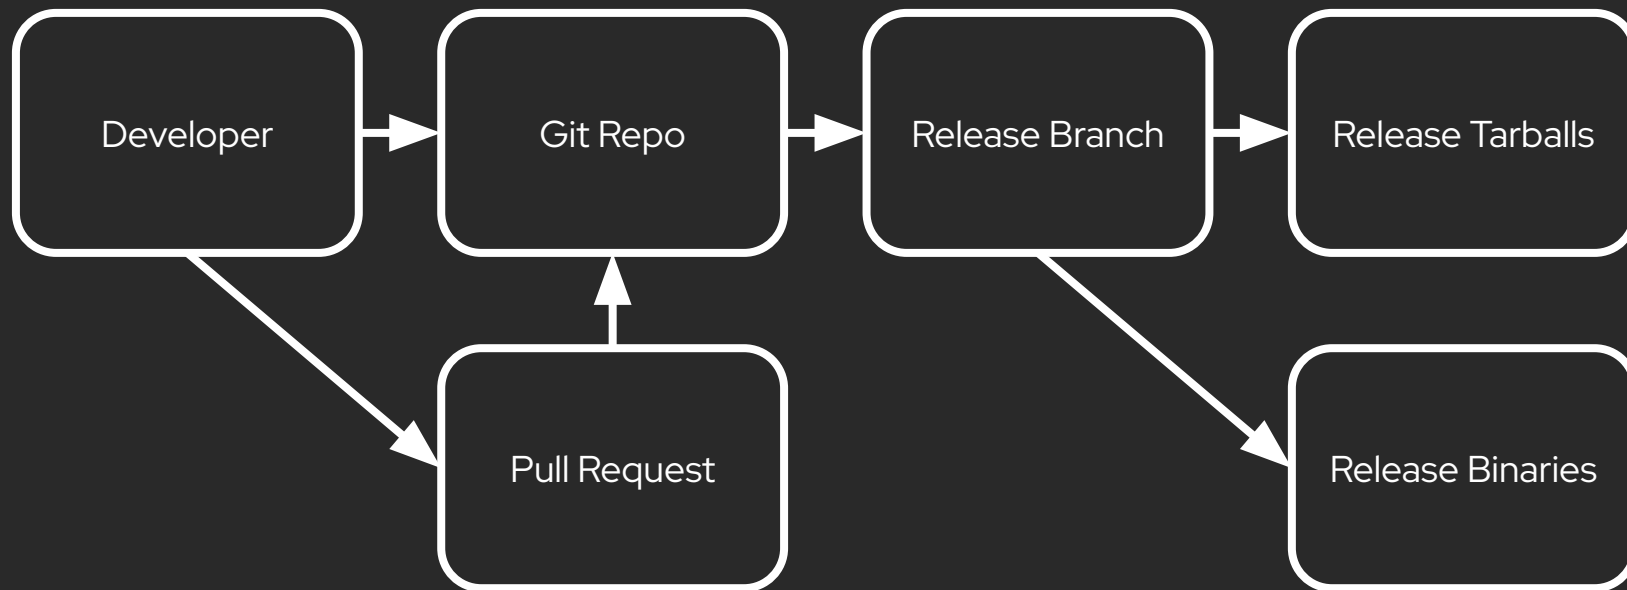 Developer
Git Repo
Release Branch
Release Tarballs
Pull Request
Release Binaries